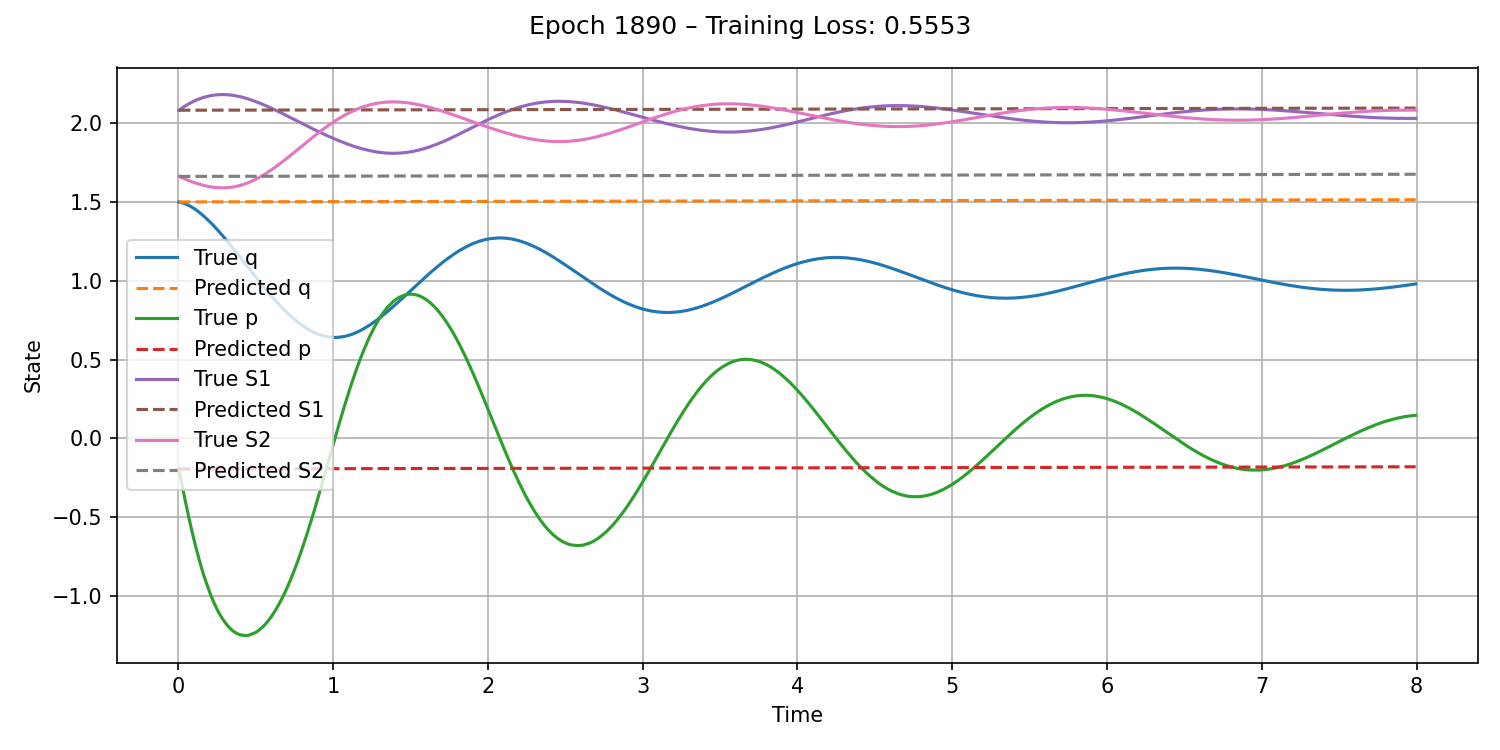 Epoch 1890 – Training Loss: 0.5553
2.0
1.5
1.0
0.5
0.0
−0.5
−1.0
State
True q
Predicted q
True p
Predicted p
True S1
Predicted S1
True S2
Predicted S2
0 1 2 3 4 5 6 7 8
Time